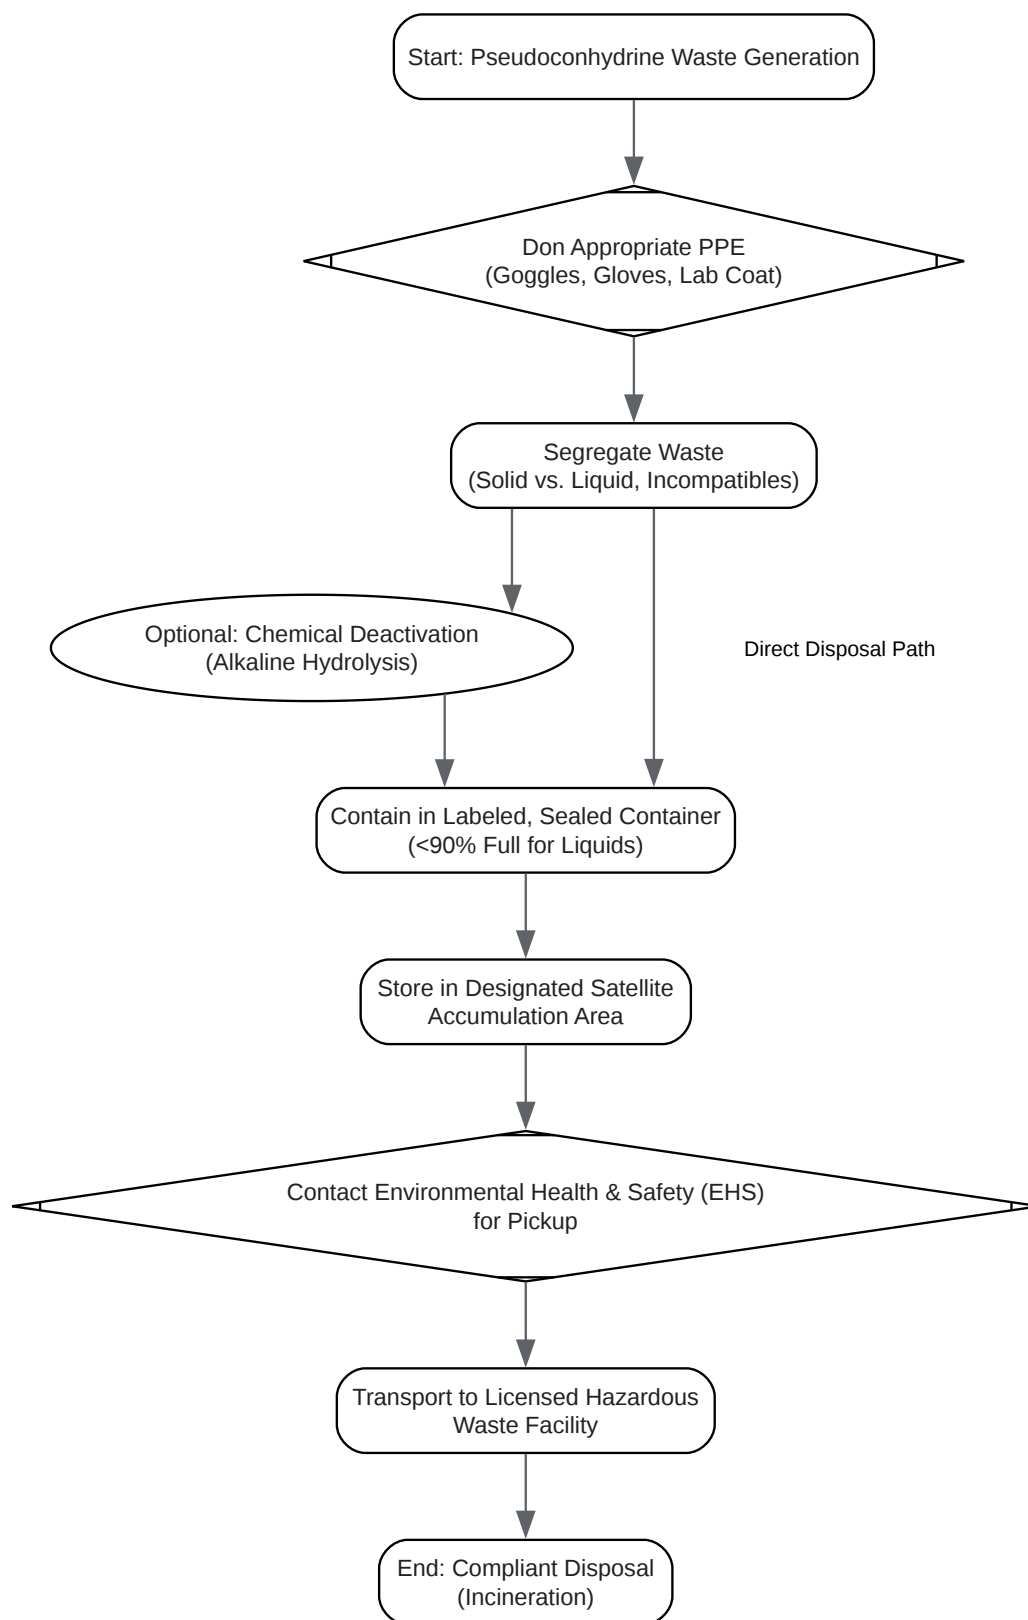 Start: Pseudoconhydrine Waste Generation
Don Appropriate PPE
(Goggles, Gloves, Lab Coat)
Segregate Waste
(Solid vs. Liquid, Incompatibles)
Optional: Chemical Deactivation
(Alkaline Hydrolysis)
Direct Disposal Path
Contain in Labeled, Sealed Container
(<90% Full for Liquids)
Store in Designated Satellite
Accumulation Area
Contact Environmental Health & Safety (EHS)
for Pickup
Transport to Licensed Hazardous
Waste Facility
End: Compliant Disposal
(Incineration)